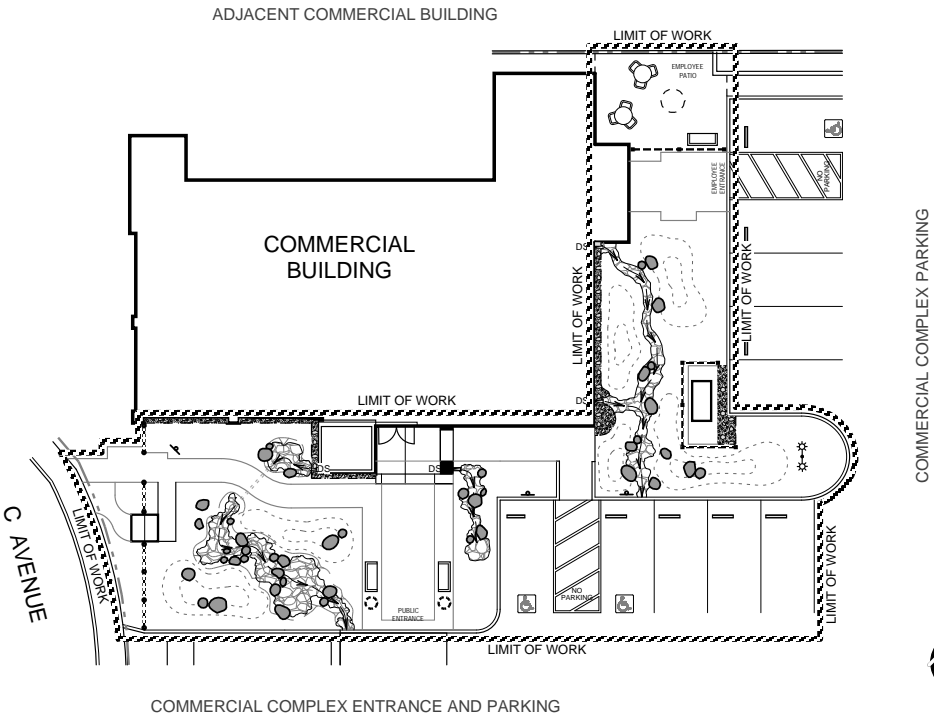 ADJACENT COMMERCIAL BUILDING
LIMIT OF WORK
EMPLOYEE
PATIO
NO
PARKING
EMPLOYEE
ENTRANCE
COMMERCIAL
BUILDING
DS
LIMIT OF WORK
LIMIT OF WORK
COMMERCIAL COMPLEX PARKING
LIMIT OF WORK
DS
DS
DS
C AVENUE
LIMIT OF WORK
NO
PARKING
PUBLIC
ENTRANCE
LIMIT OF WORK
LIMIT OF WORK
COMMERCIAL COMPLEX ENTRANCE AND PARKING